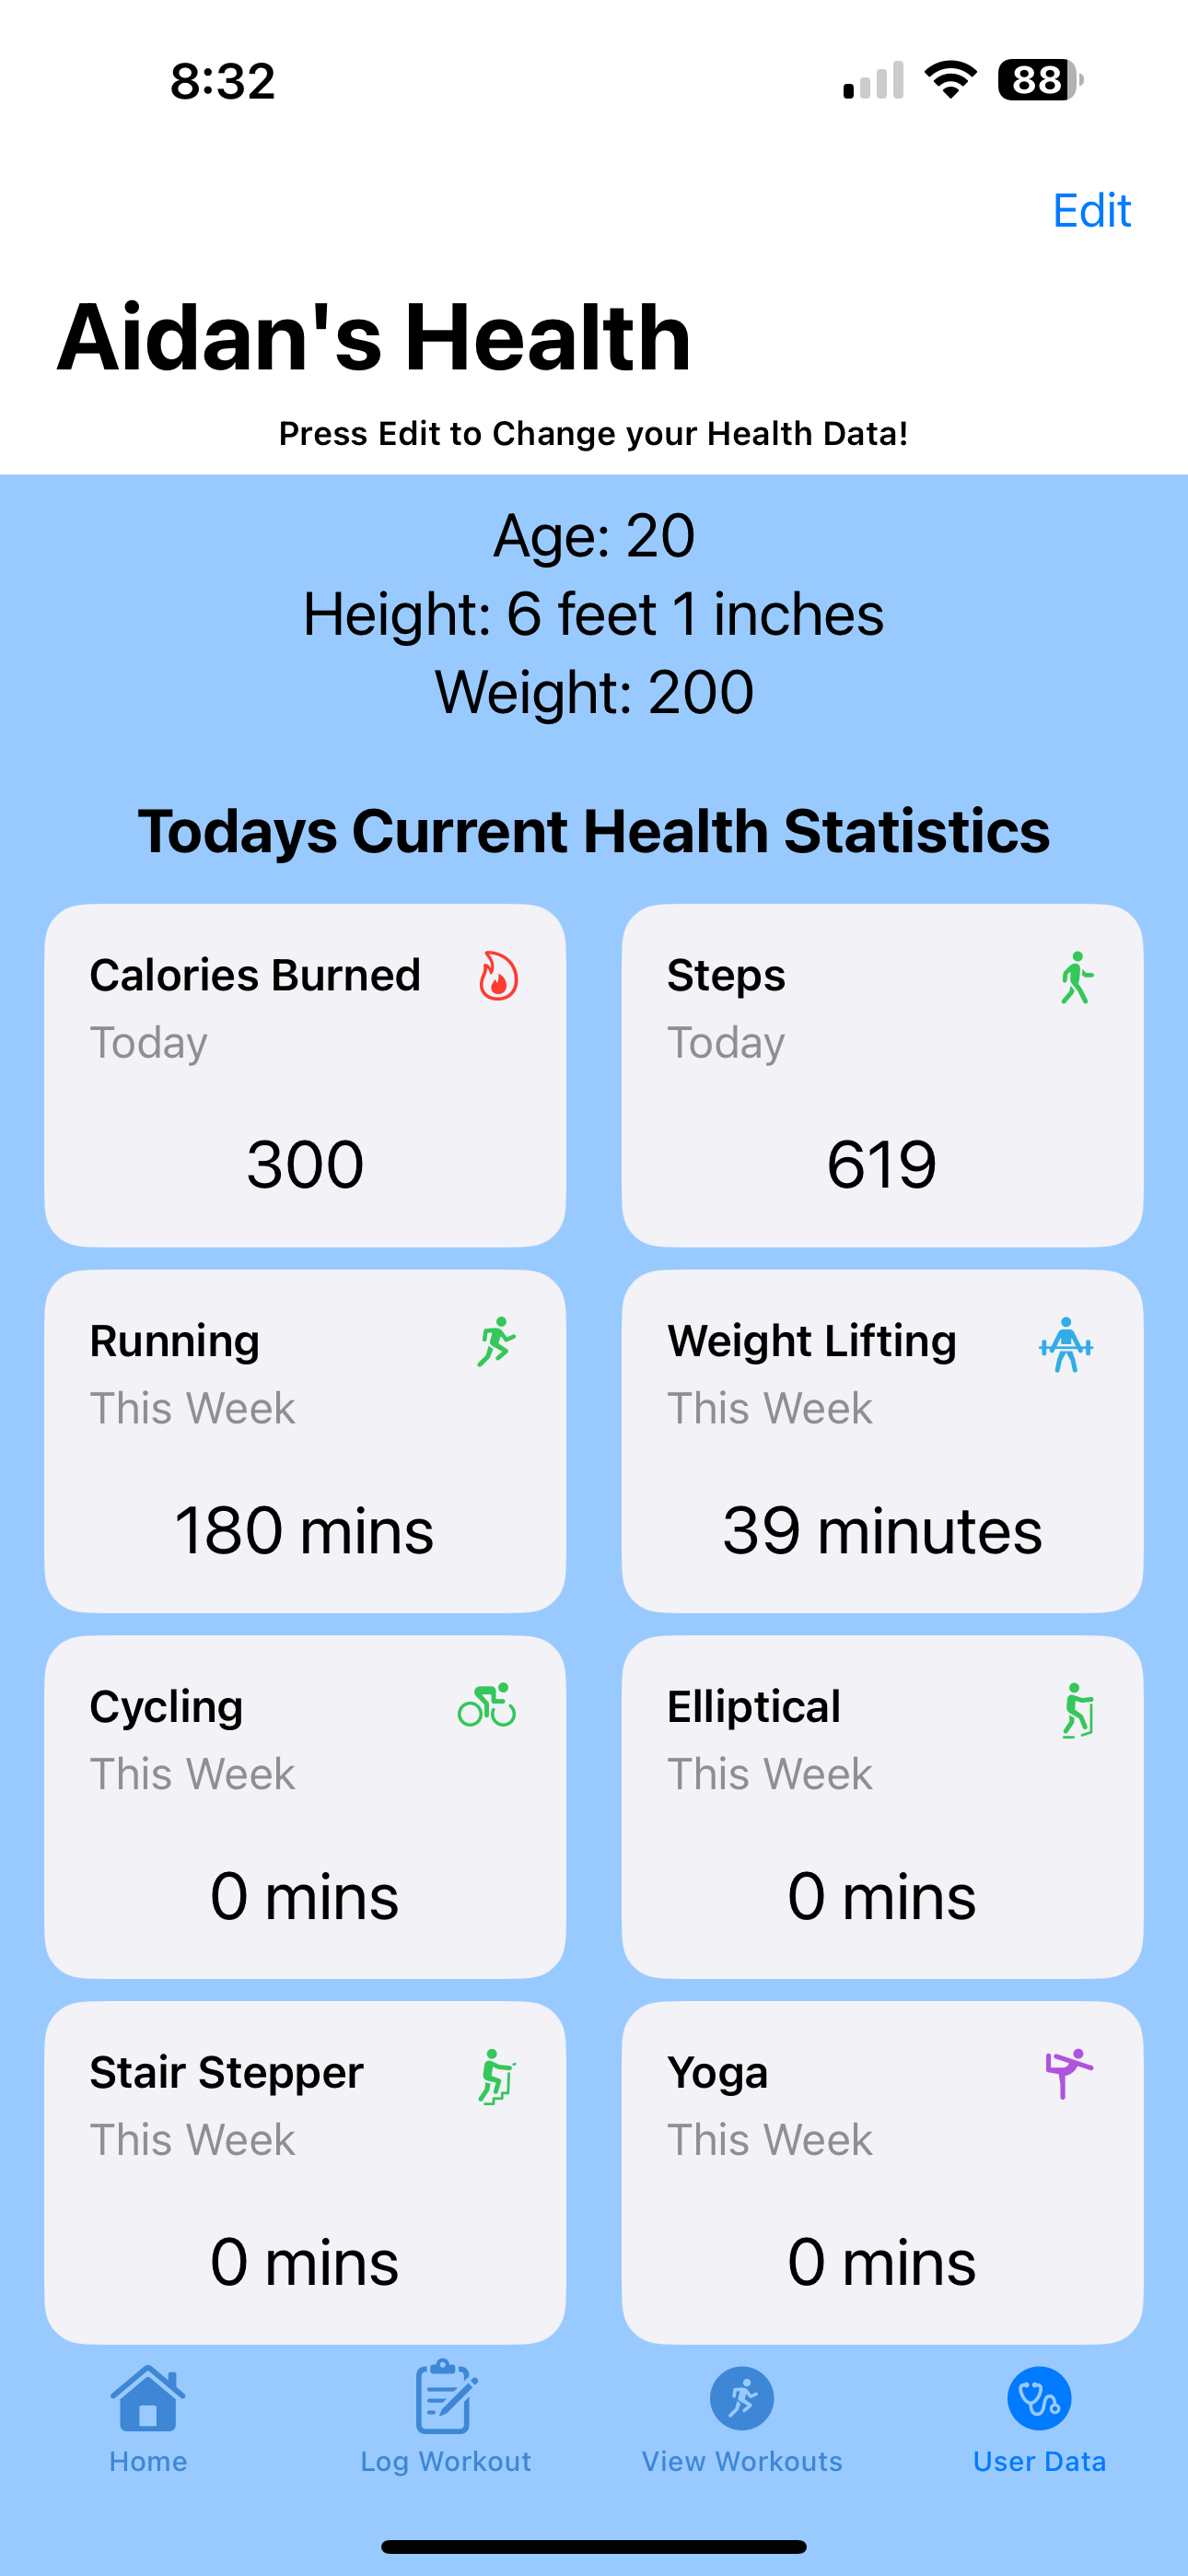 8:32
88
Edit
Aidan's Health
Press Edit to Change your Health Data!
Age: 20
Height: 6 feet 1 inches
Weight: 200
Todays Current Health Statistics
Calories Burned
Today
300
Steps
Today
619
Running
This Week
180 mins
Weight Lifting
This Week
39 minutes
Cycling
This Week
0 mins
Elliptical
This Week
0 mins
Stair Stepper
This Week
0 mins
Yoga
This Week
0 mins
Home
Log Workout
View Workouts
User Data